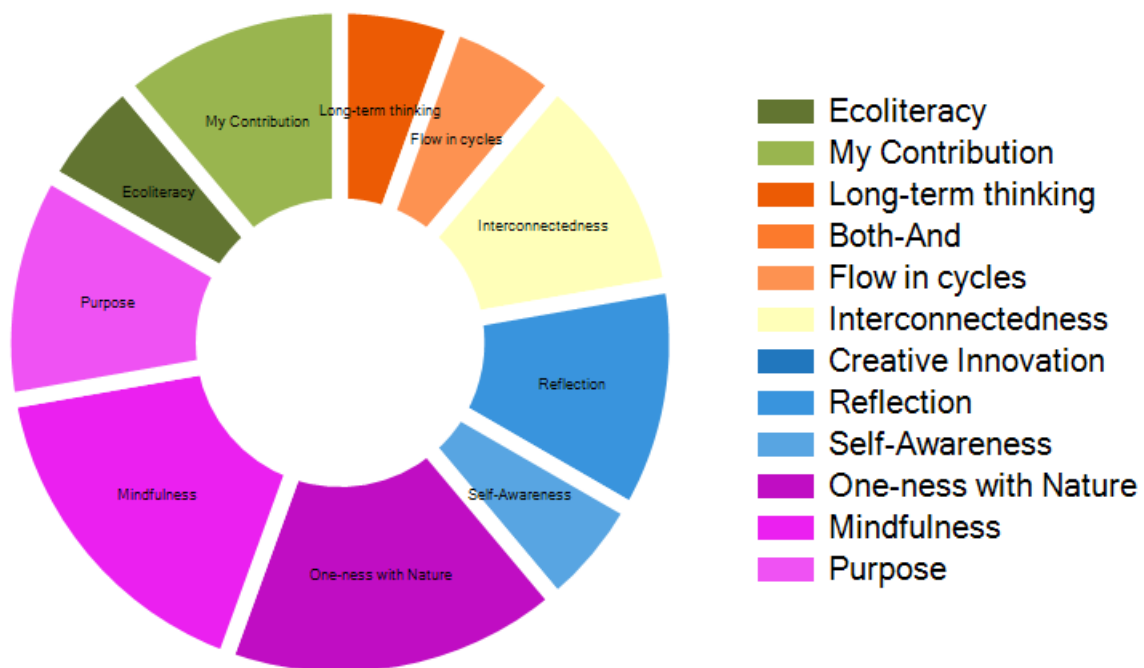 My Contribution
Long-term thinking
Flow in cycles
Ecoliteracy
Interconnectedness
Purpose
Reflection
Mindfulness
Self-Awareness
One-ness with Nature
Ecoliteracy
My Contribution
Long-term thinking
Both-And
Flow in cycles
Interconnectedness
Creative Innovation
Reflection
Self-Awareness
One-ness with Nature
Mindfulness
Purpose